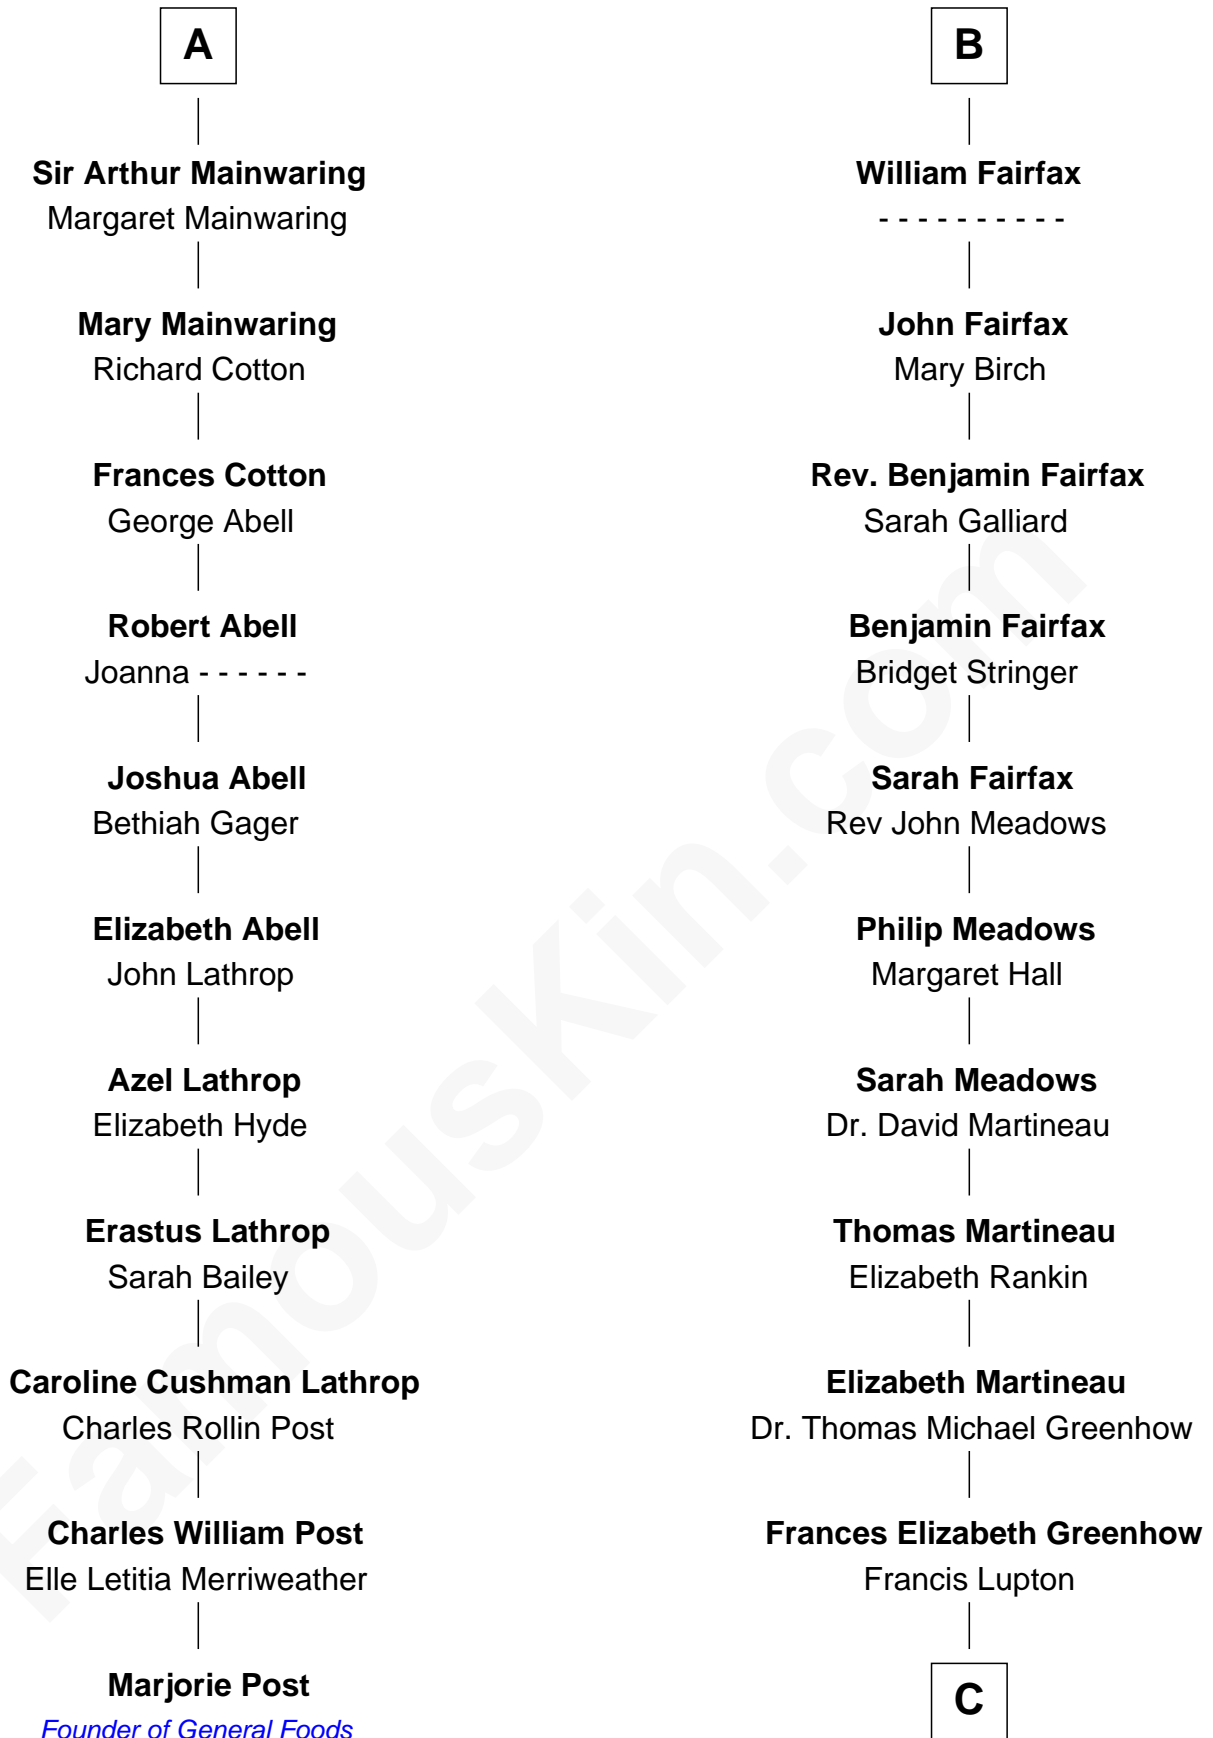 A
Sir Arthur Mainwaring
Margaret Mainwaring
Mary Mainwaring
Richard Cotton
Frances Cotton
George Abell
Robert Abell
Joanna - - - - - -
Joshua Abell
Bethiah Gager
Elizabeth Abell
John Lathrop
Azel Lathrop
Elizabeth Hyde
Erastus Lathrop
Sarah Bailey
Caroline Cushman Lathrop
Charles Rollin Post
Charles William Post
Elle Letitia Merriweather
Marjorie Post
Founder of General Foods
B
William Fairfax
- - - - - - - - - -
John Fairfax
Mary Birch
Rev. Benjamin Fairfax
Sarah Galliard
Benjamin Fairfax
Bridget Stringer
Sarah Fairfax
Rev John Meadows
Philip Meadows
Margaret Hall
Sarah Meadows
Dr. David Martineau
Thomas Martineau
Elizabeth Rankin
Elizabeth Martineau
Dr. Thomas Michael Greenhow
Frances Elizabeth Greenhow
Francis Lupton
C
FamousKin.com